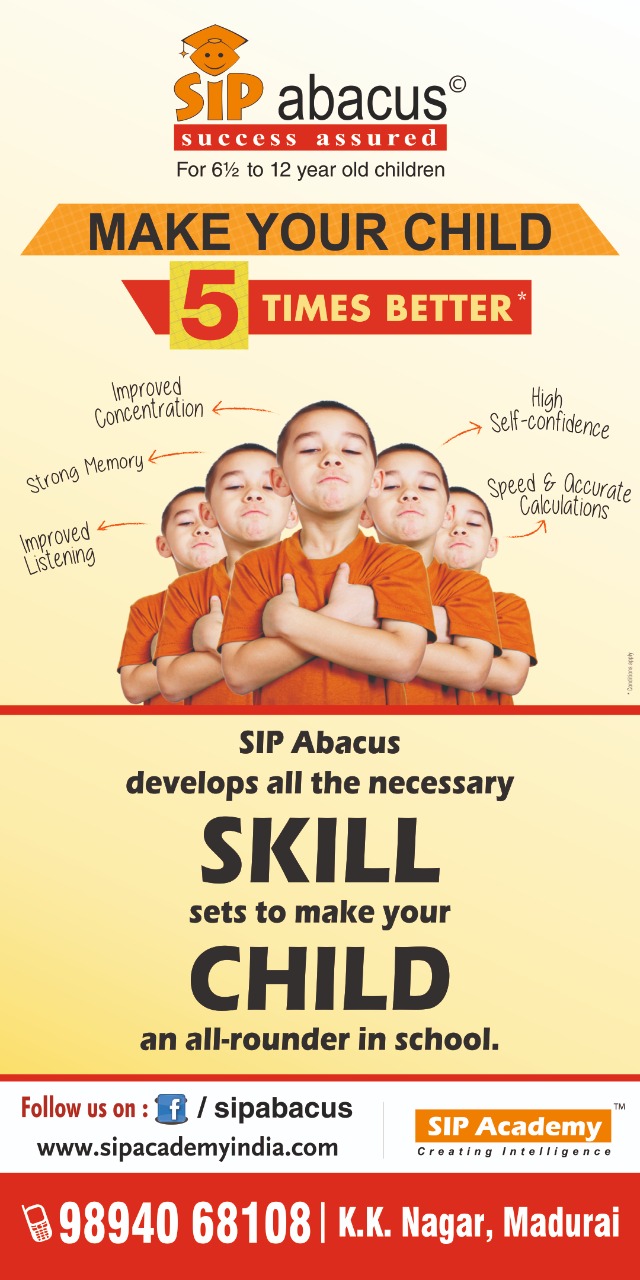 SIP abacus©
success assured
For 6½ to 12 year old children
MAKE YOUR CHILD
5 TIMES BETTER*
Improved
Concentration
High
Self-confidence
Strong Memory
Speed & Accurate
Calculations
Improved
Listening
* Conditions apply
SIP Abacus
develops all the necessary
SKILL
sets to make your
CHILD
an all-rounder in school.
Follow us on : f / sipabacus
www.sipacademyindia.com
SIP Academy™
Creating Intelligence
98940 68108 | K.K. Nagar, Madurai